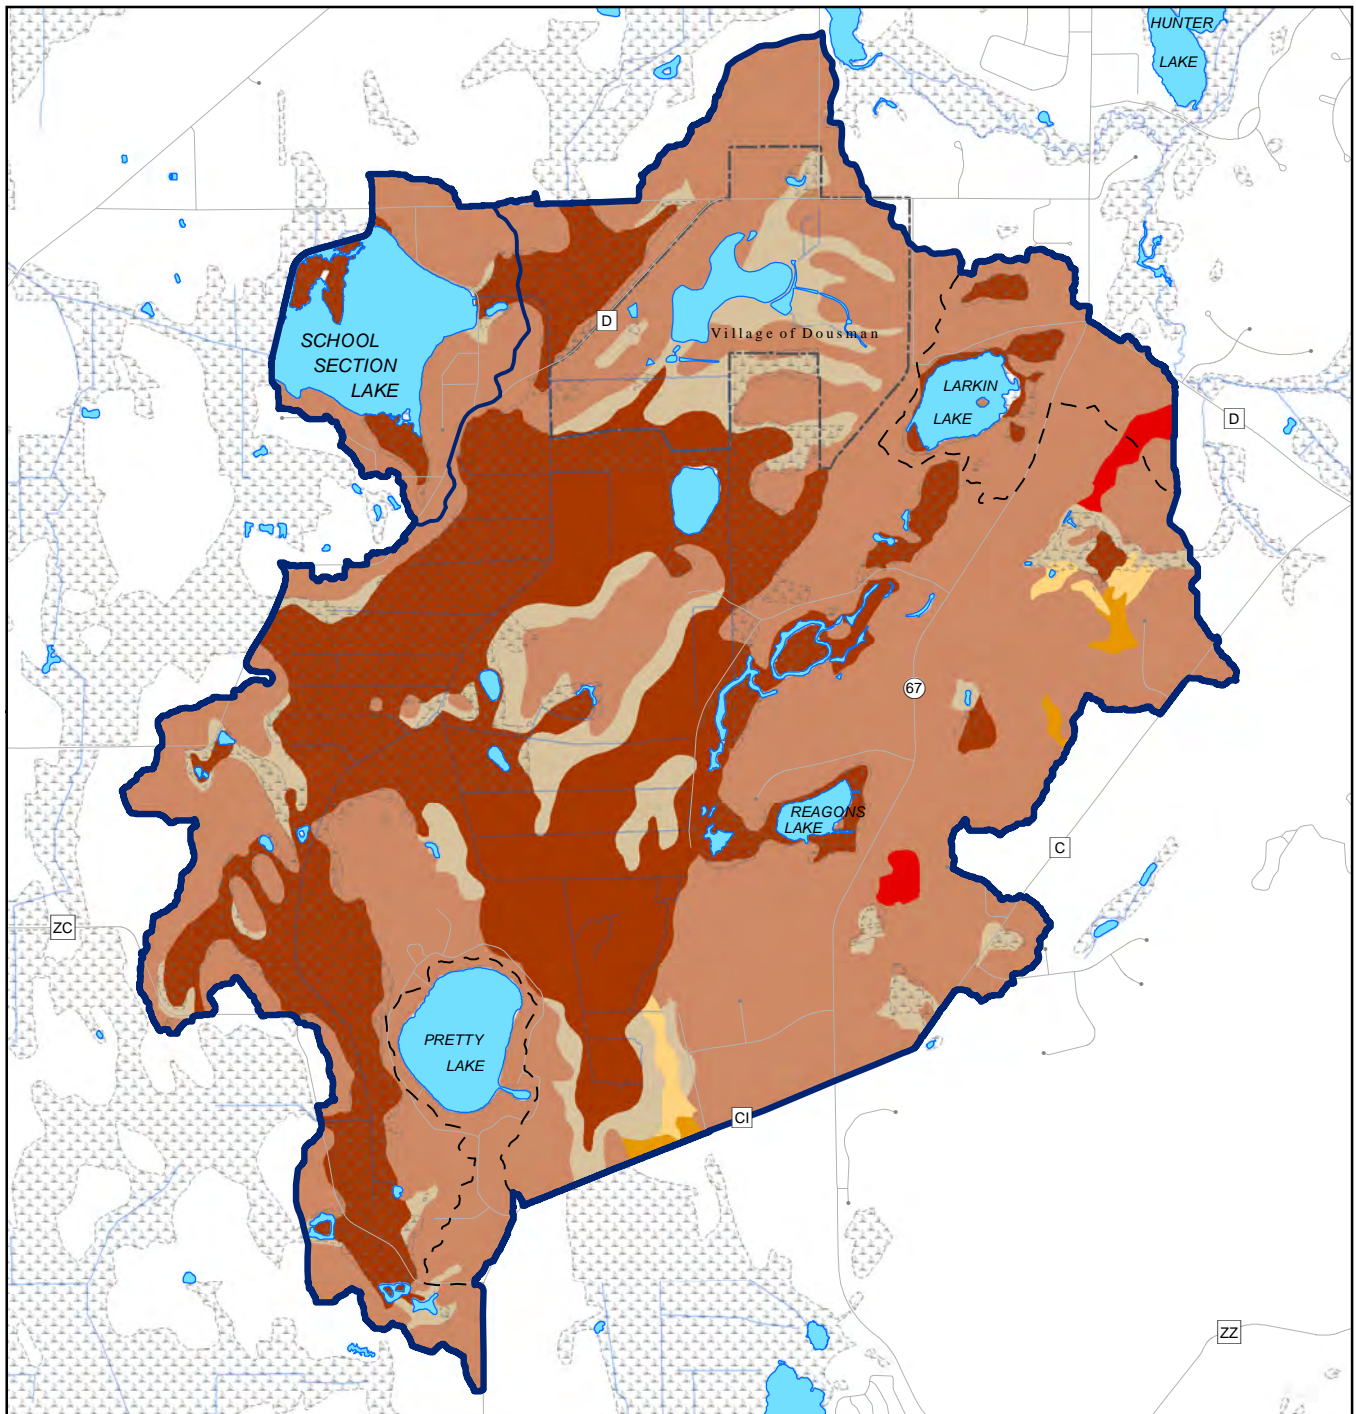 HUNTER
LAKE
D
Village of Dousman
SCHOOL
SECTION
LAKE
LARKIN
LAKE
D
67
REAGONS
LAKE
C
ZC
PRETTY
LAKE
CI
ZZ